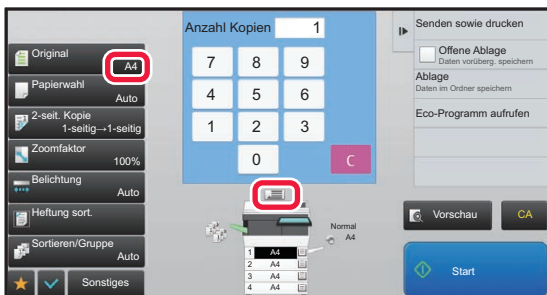 Original
A4
Papierwahl
Auto
2-seit. Kopie
1-seitig→1-seitig
Zoomfaktor
100%
Belichtung
Auto
Heftung sort.
Sortieren/Gruppe
Auto
Sonstiges
Anzahl Kopien 1
7 8 9
4 5 6
1 2 3
0 C
Normal
A4
1 A4
2 A4
3 A4
4 A4
Senden sowie drucken
Offene Ablage
Daten vorüberg. speichern
Ablage
Daten im Ordner speichern
Eco-Programm aufrufen
Vorschau
CA
Start